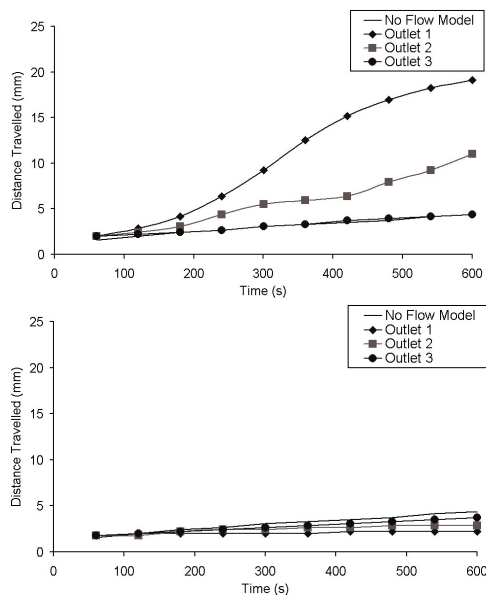 No Flow Model
Outlet 1
Outlet 2
Outlet 3
25
20
15
10
5
0
Distance Travelled (mm)
0 100 200 300 400 500 600
Time (s)
No Flow Model
Outlet 1
Outlet 2
Outlet 3
25
20
15
10
5
0
Distance Travelled (mm)
0 100 200 300 400 500 600
Time (s)